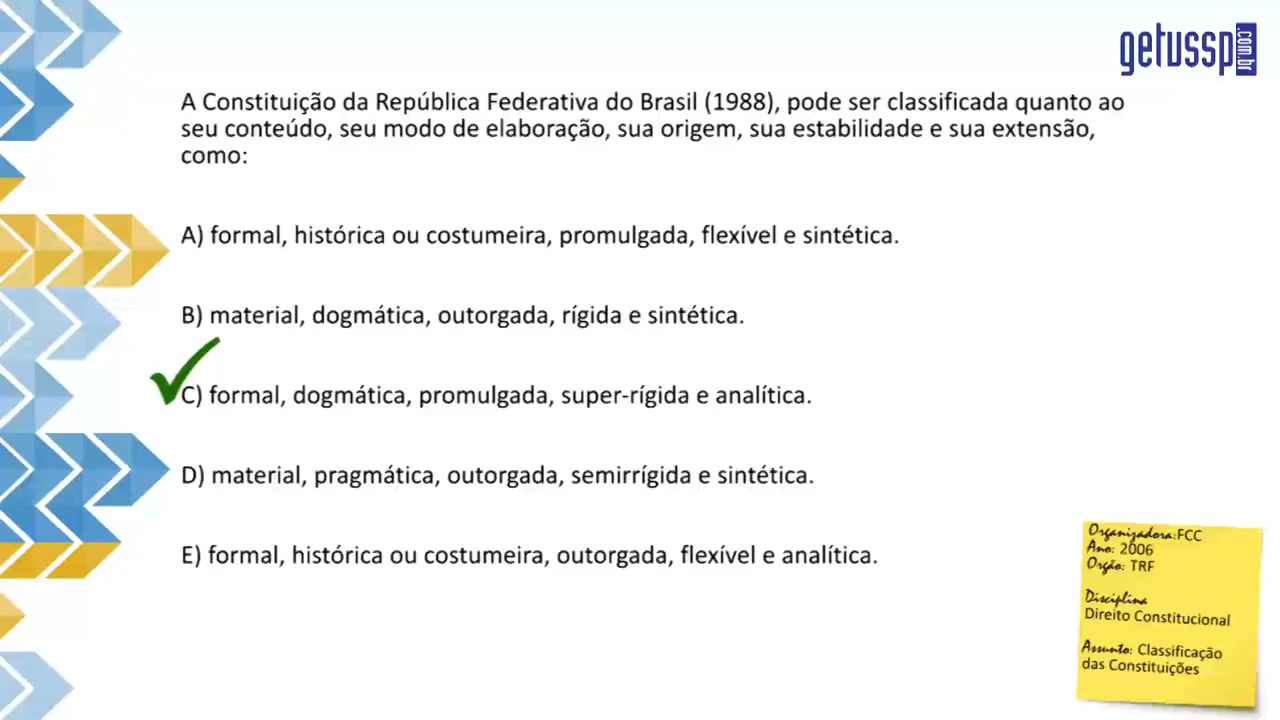 getussp.com.br
A Constituição da República Federativa do Brasil (1988), pode ser classificada quanto ao
seu conteúdo, seu modo de elaboração, sua origem, sua estabilidade e sua extensão,
como:
A) formal, histórica ou costumeira, promulgada, flexível e sintética.
B) material, dogmática, outorgada, rígida e sintética.
C) formal, dogmática, promulgada, super-rígida e analítica.
D) material, pragmática, outorgada, semirrígida e sintética.
E) formal, histórica ou costumeira, outorgada, flexível e analítica.
Organizadora:FCC
Ano: 2006
Orgão: TRF
Disciplina
Direito Constitucional
Assunto: Classificação
das Constituições